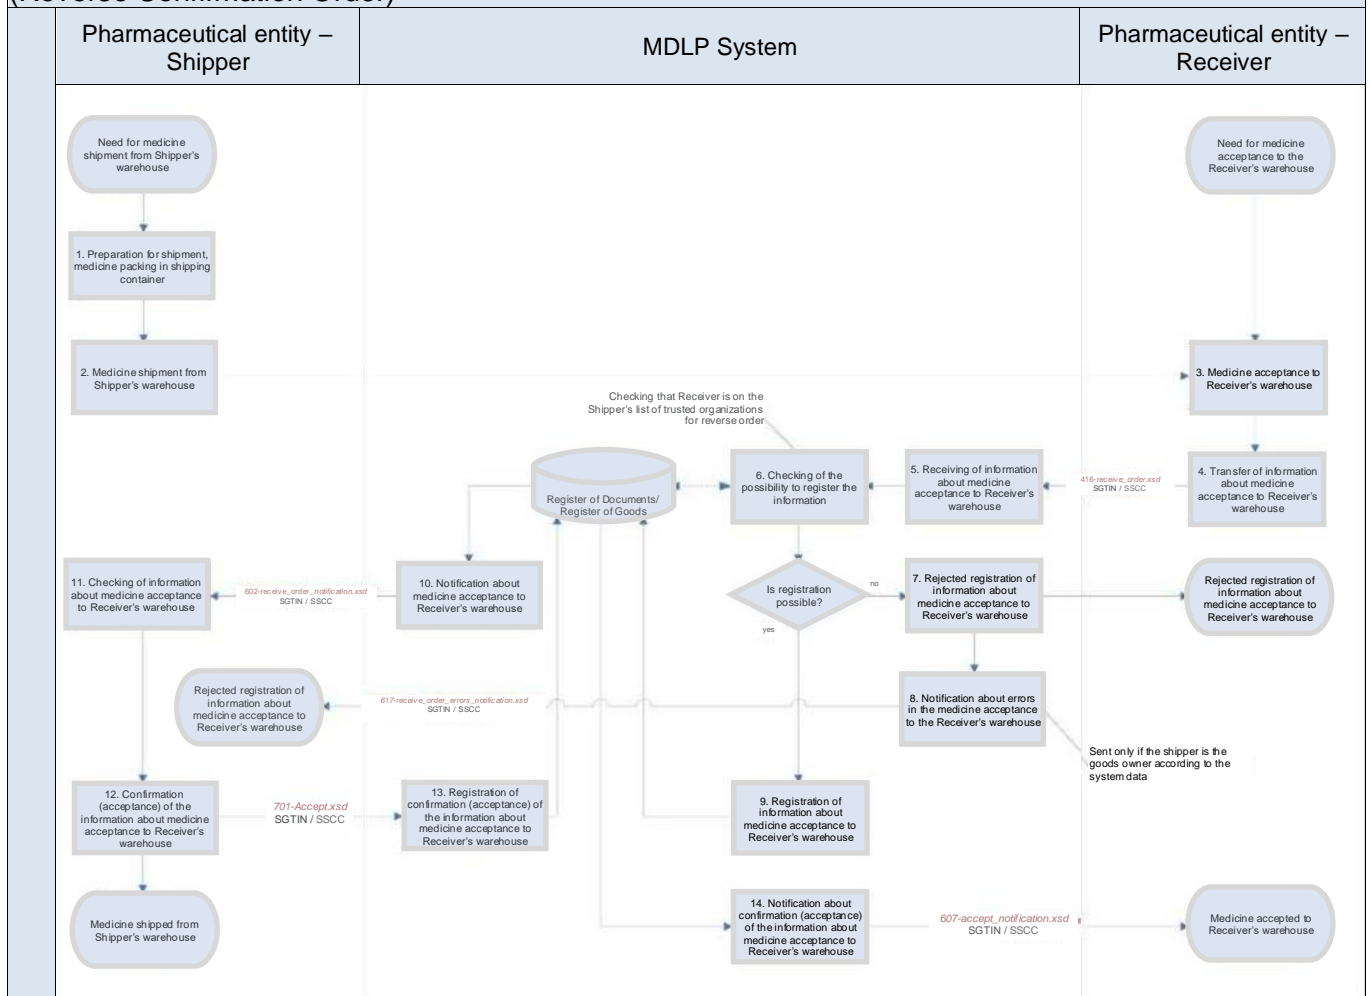 (Reverse Confirmation Order)
Pharmaceutical entity –
Shipper
MDLP System
Pharmaceutical entity –
Receiver
Need for medicine
shipment from Shipper's
warehouse
Need for medicine
acceptance to the
Receiver's warehouse
1. Preparation for shipment,
medicine packing in shipping
container
2. Medicine shipment from
Shipper's warehouse
3. Medicine acceptance to
Receiver's warehouse
Checking that Receiver is on the
Shipper's list of trusted organizations
for reverse order
Register of Documents/
Register of Goods
6. Checking of the
possibility to register the
information
5. Receiving of information
about medicine
acceptance to Receiver's
warehouse
416-receive_order.xsd
SGTIN / SSCC
4. Transfer of information
about medicine
acceptance to Receiver's
warehouse
11. Checking of information
about medicine acceptance
to Receiver's warehouse
602-receive_order_notification.xsd
SGTIN / SSCC
10. Notification about
medicine acceptance to
Receiver's warehouse
Is registration
possible?
no
yes
7. Rejected registration of
information about
medicine acceptance to
Receiver's warehouse
Rejected registration of
information about
medicine acceptance to
Receiver's warehouse
Rejected registration of
information about
medicine acceptance to
Receiver's warehouse
617-receive_order_errors_notification.xsd
SGTIN / SSCC
8. Notification about errors
in the medicine acceptance
to the Receiver's warehouse
Sent only if the shipper is the
goods owner according to the
system data
12. Confirmation
(acceptance) of the
information about medicine
acceptance to Receiver's
warehouse
701-Accept.xsd
SGTIN / SSCC
13. Registration of
confirmation (acceptance) of
the information about
medicine acceptance to
Receiver's warehouse
9. Registration of
information about
medicine acceptance to
Receiver's warehouse
Medicine shipped from
Shipper's warehouse
14. Notification about
confirmation (acceptance)
of the information about
medicine acceptance to
Receiver's warehouse
607-accept_notification.xsd
SGTIN / SSCC
Medicine accepted to
Receiver's warehouse